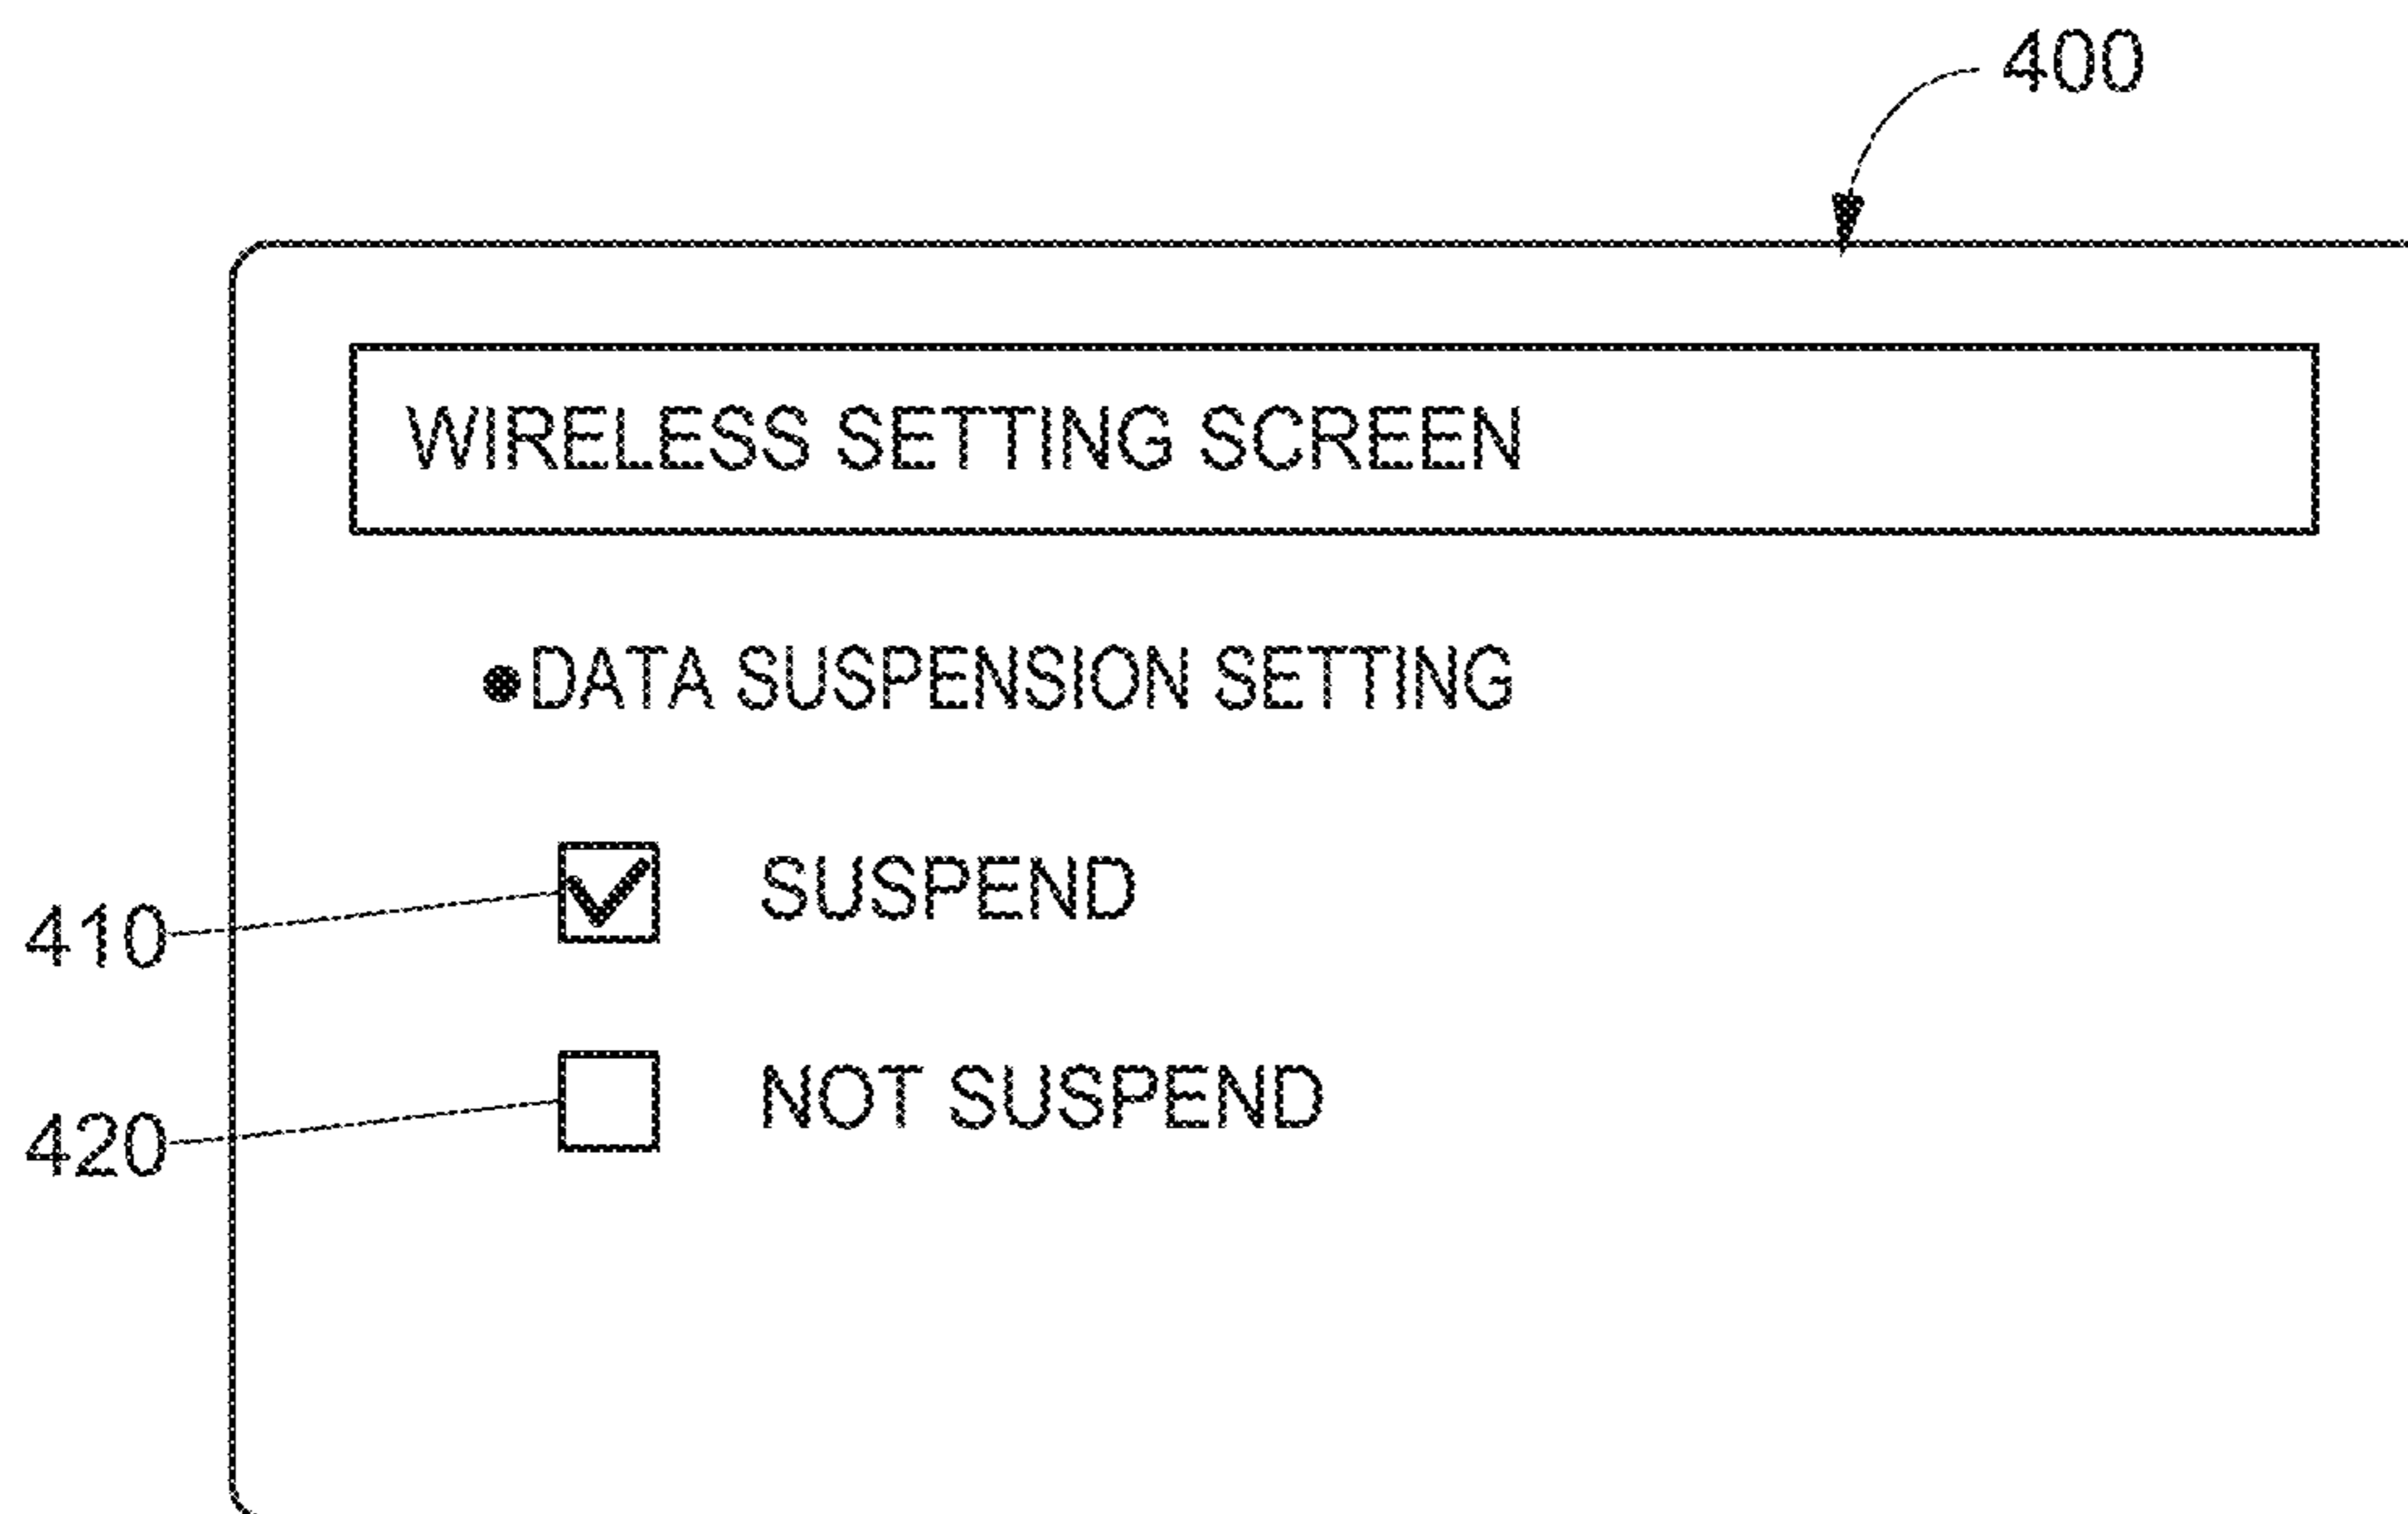 400
WIRELESS SETTING SCREEN
●DATA SUSPENSION SETTING
410 SUSPEND
420 NOT SUSPEND